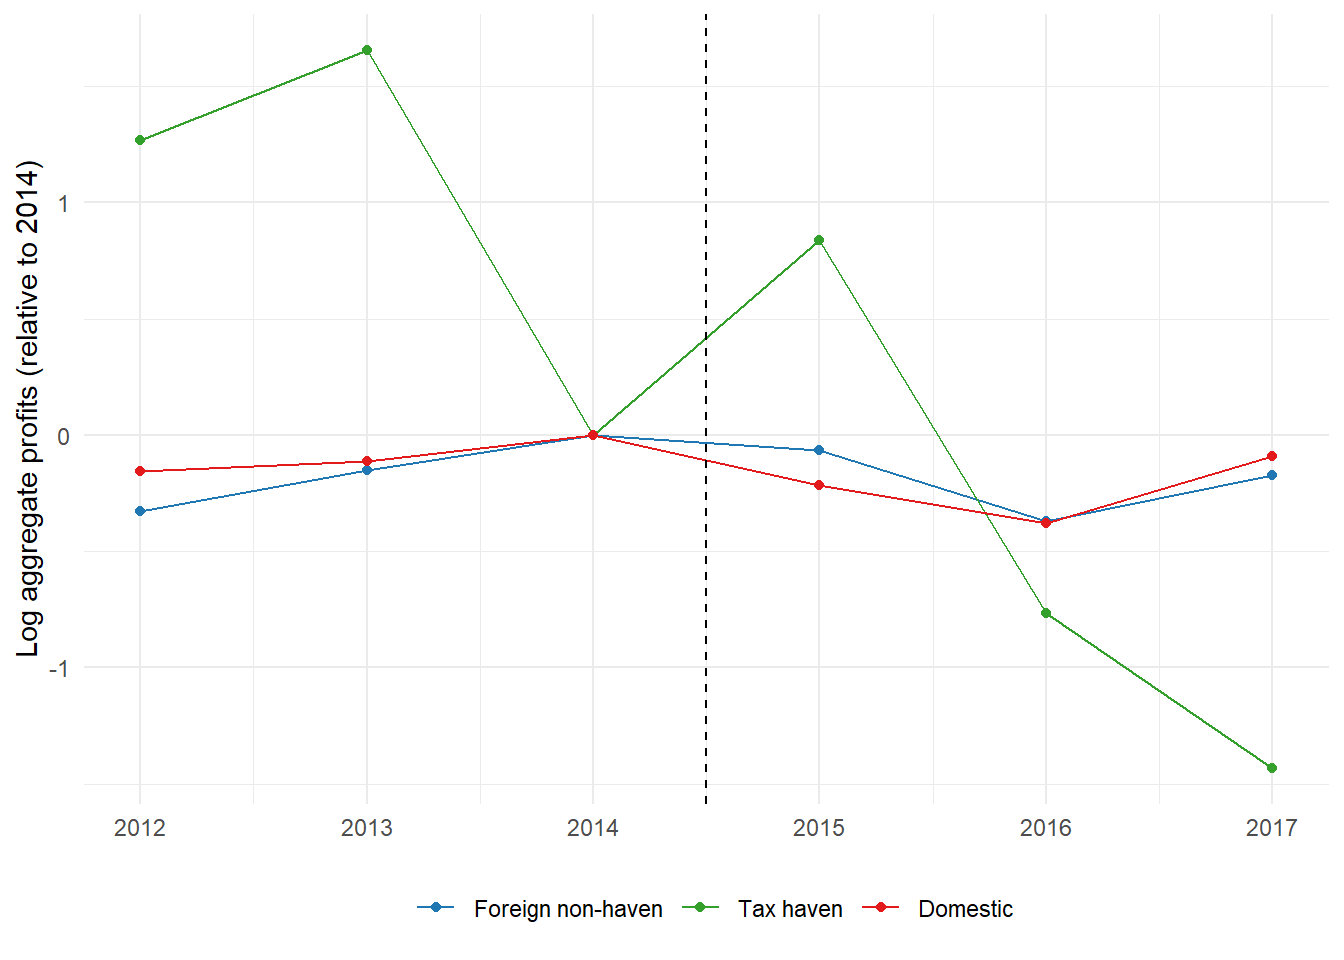 Log aggregate profits (relative to 2014)
1
0
-1
2012 2013 2014 2015 2016 2017
Foreign non-haven Tax haven Domestic